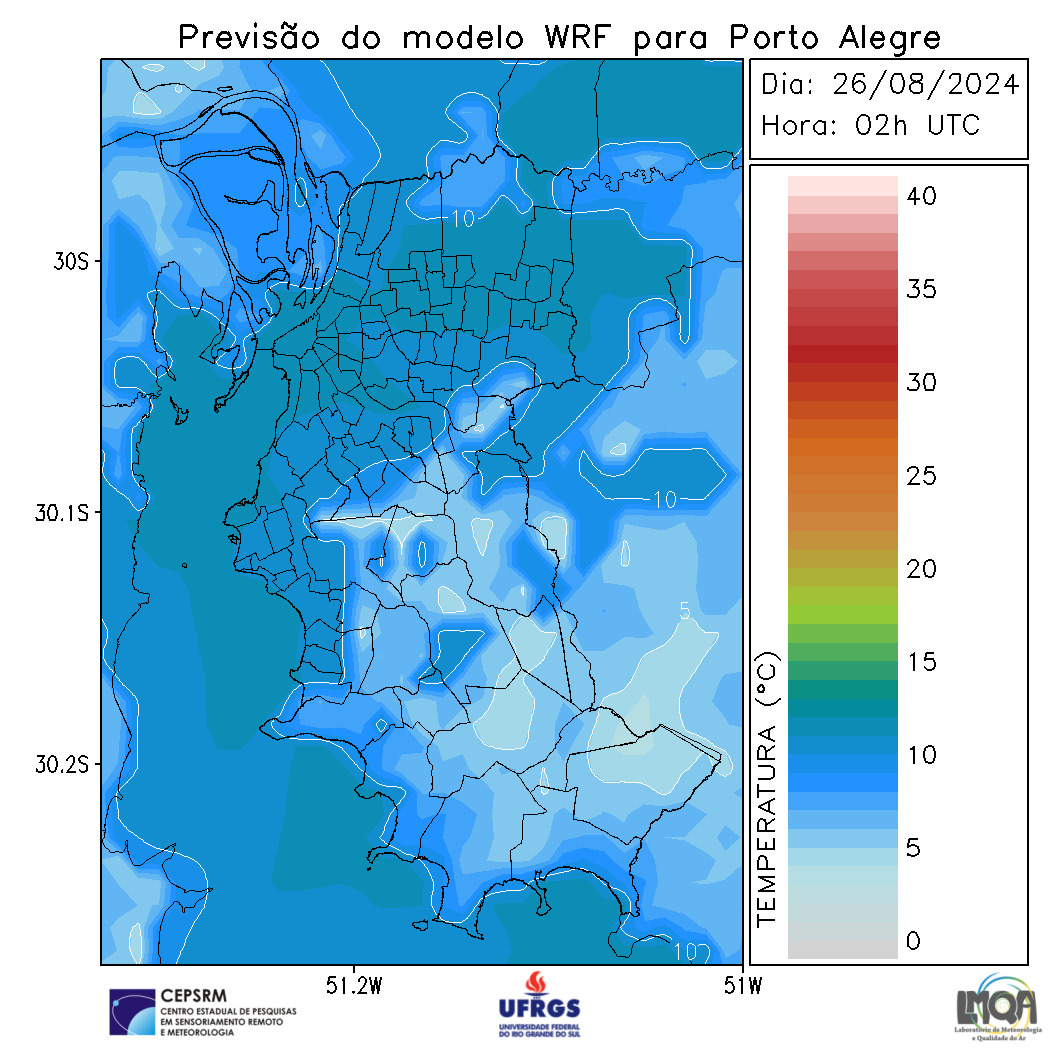 Previsão do modelo WRF para Porto Alegre
Dia: 26/08/2024
Hora: 02h UTC
40
35
30
25
20
15
10
5
0
TEMPERATURA (°C)
30S
30.1S
30.2S
51.2W
51W
10
10
5
10
CEPSRM
CENTRO ESTADUAL DE PESQUISAS
EM SENSORIAMENTO REMOTO
E METEOROLOGIA
UFRGS
UNIVERSIDADE FEDERAL
DO RIO GRANDE DO SUL
LMQA
Laboratório de Meteorologia
e Qualidade do Ar